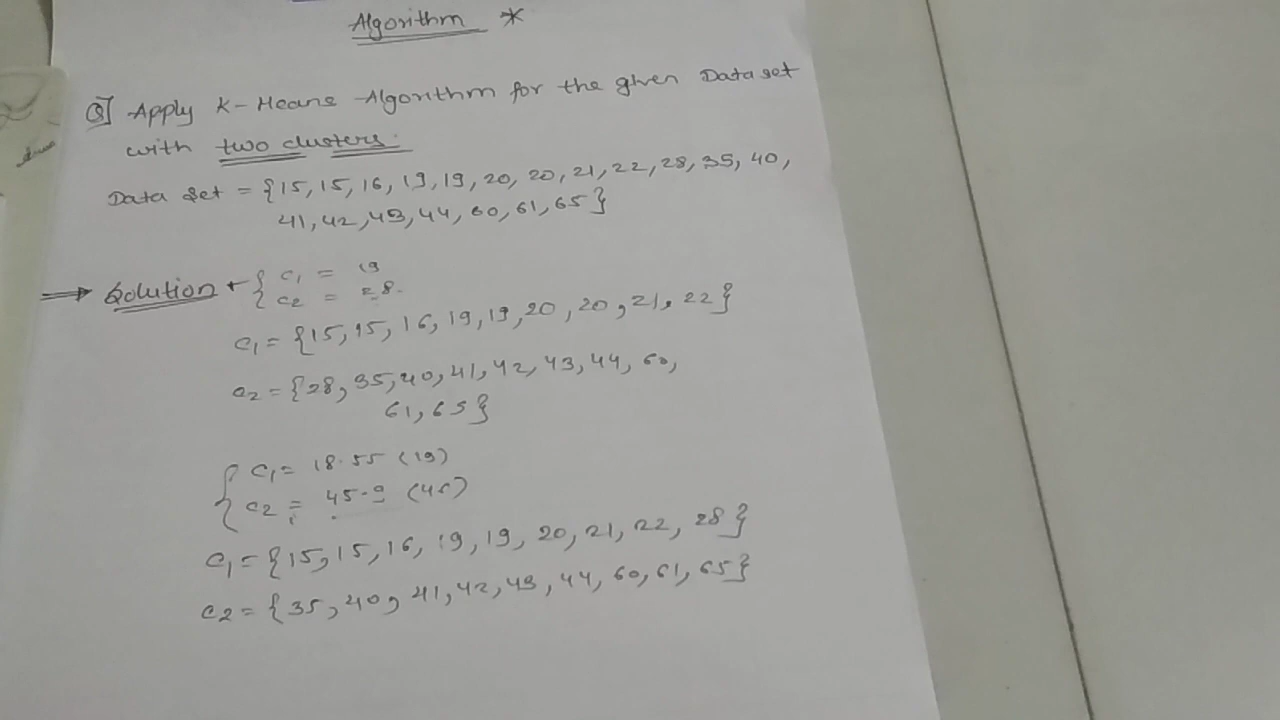 Algorithm *
Q] Apply K-Means Algorithm for the given Data set
with two clusters.
Data Set = {15, 15, 16, 19, 19, 20, 20, 21, 22, 28, 35, 40,
41, 42, 43, 44, 60, 61, 65}
⇒ Solution → { C1 = 19
{ C2 = 28.
C1 = {15, 15, 16, 19, 19, 20, 20, 21, 22}
C2 = {28, 35, 40, 41, 42, 43, 44, 60,
61, 65}
{ C1 = 18.55 (19)
{ C2 = 45.9 (46)
C1 = {15, 15, 16, 19, 19, 20, 21, 22, 28}
C2 = {35, 40, 41, 42, 43, 44, 60, 61, 65}